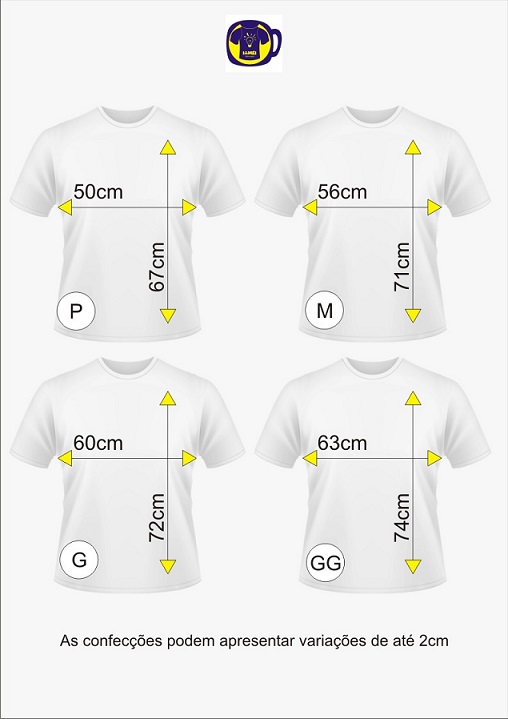 50cm
67cm
P
56cm
71cm
M
60cm
72cm
G
63cm
74cm
GG
As confecções podem apresentar variações de até 2cm